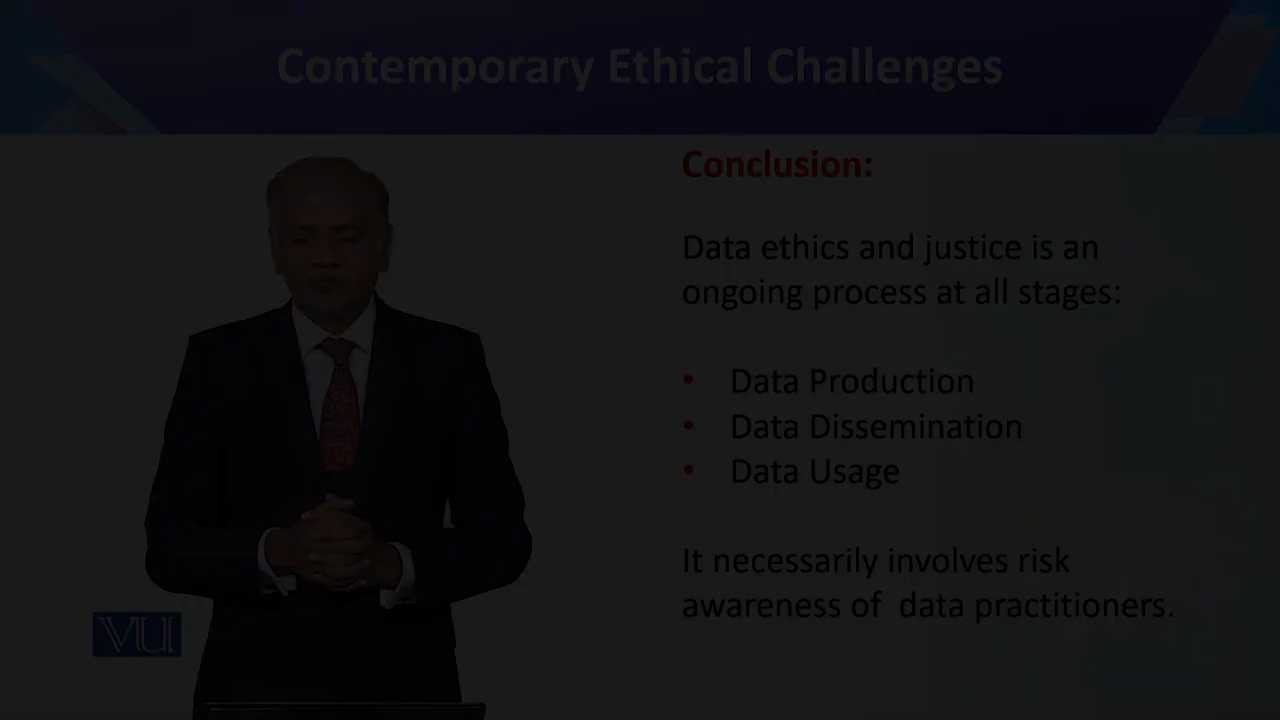 Contemporary Ethical Challenges
Conclusion:
Data ethics and justice is an
ongoing process at all stages:
• Data Production
• Data Dissemination
• Data Usage
It necessarily involves risk
awareness of data practitioners.
VU